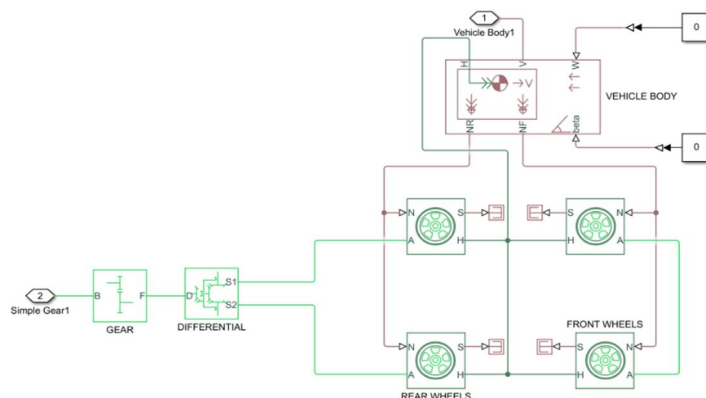 1
Vehicle Body1
0
H
V
W
V
VEHICLE BODY
NR
NF
beta
0
N
S
S
N
A
H
H
A
2
Simple Gear1
B
F
GEAR
D
S1
S2
DIFFERENTIAL
FRONT WHEELS
N
S
S
N
A
H
H
A
REAR WHEELS